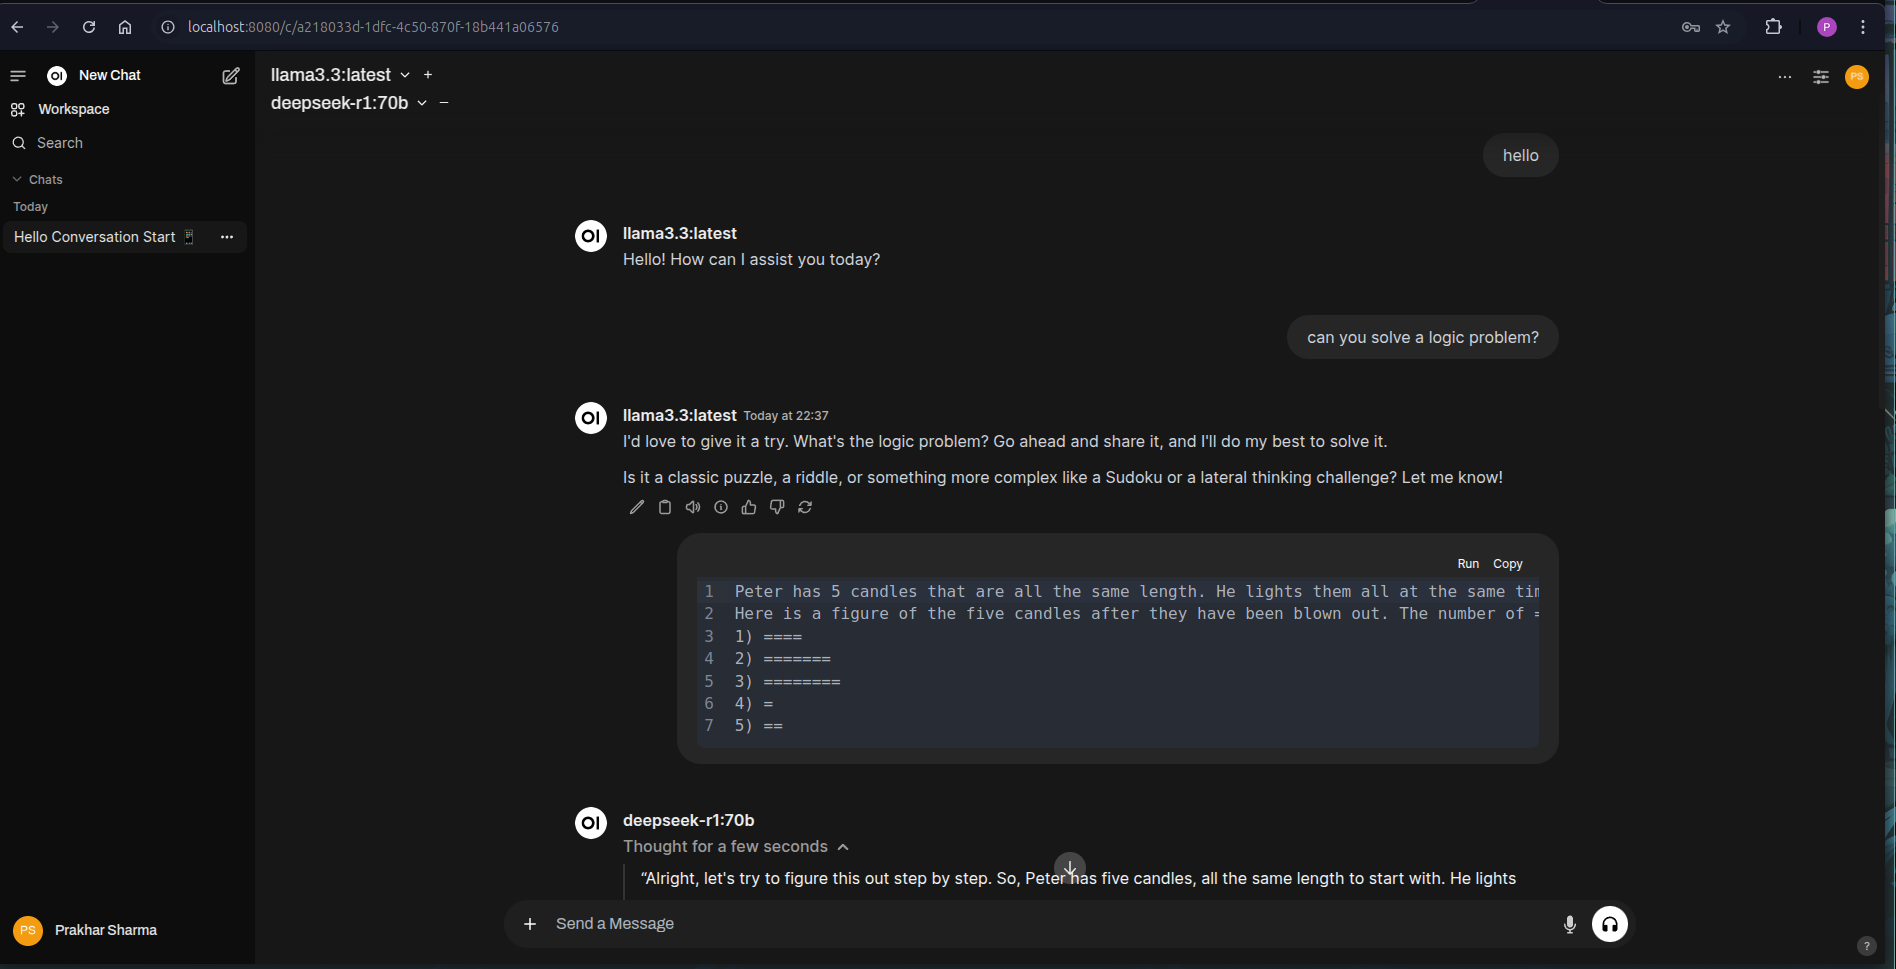 localhost:8080/c/a218033d-1dfc-4c50-870f-18b441a06576
P
OI New Chat
Workspace
Search
Chats
Today
Hello Conversation Start
llama3.3:latest
deepseek-r1:70b
PS
hello
OI llama3.3:latest
Hello! How can I assist you today?
can you solve a logic problem?
OI llama3.3:latest Today at 22:37
I'd love to give it a try. What's the logic problem? Go ahead and share it, and I'll do my best to solve it.
Is it a classic puzzle, a riddle, or something more complex like a Sudoku or a lateral thinking challenge? Let me know!
Run Copy
1 Peter has 5 candles that are all the same length. He lights them all at the same tim
2 Here is a figure of the five candles after they have been blown out. The number of =
3 1) ====
4 2) =======
5 3) ========
6 4) =
7 5) ==
OI deepseek-r1:70b
Thought for a few seconds
“Alright, let's try to figure this out step by step. So, Peter has five candles, all the same length to start with. He lights
+ Send a Message
PS Prakhar Sharma
?